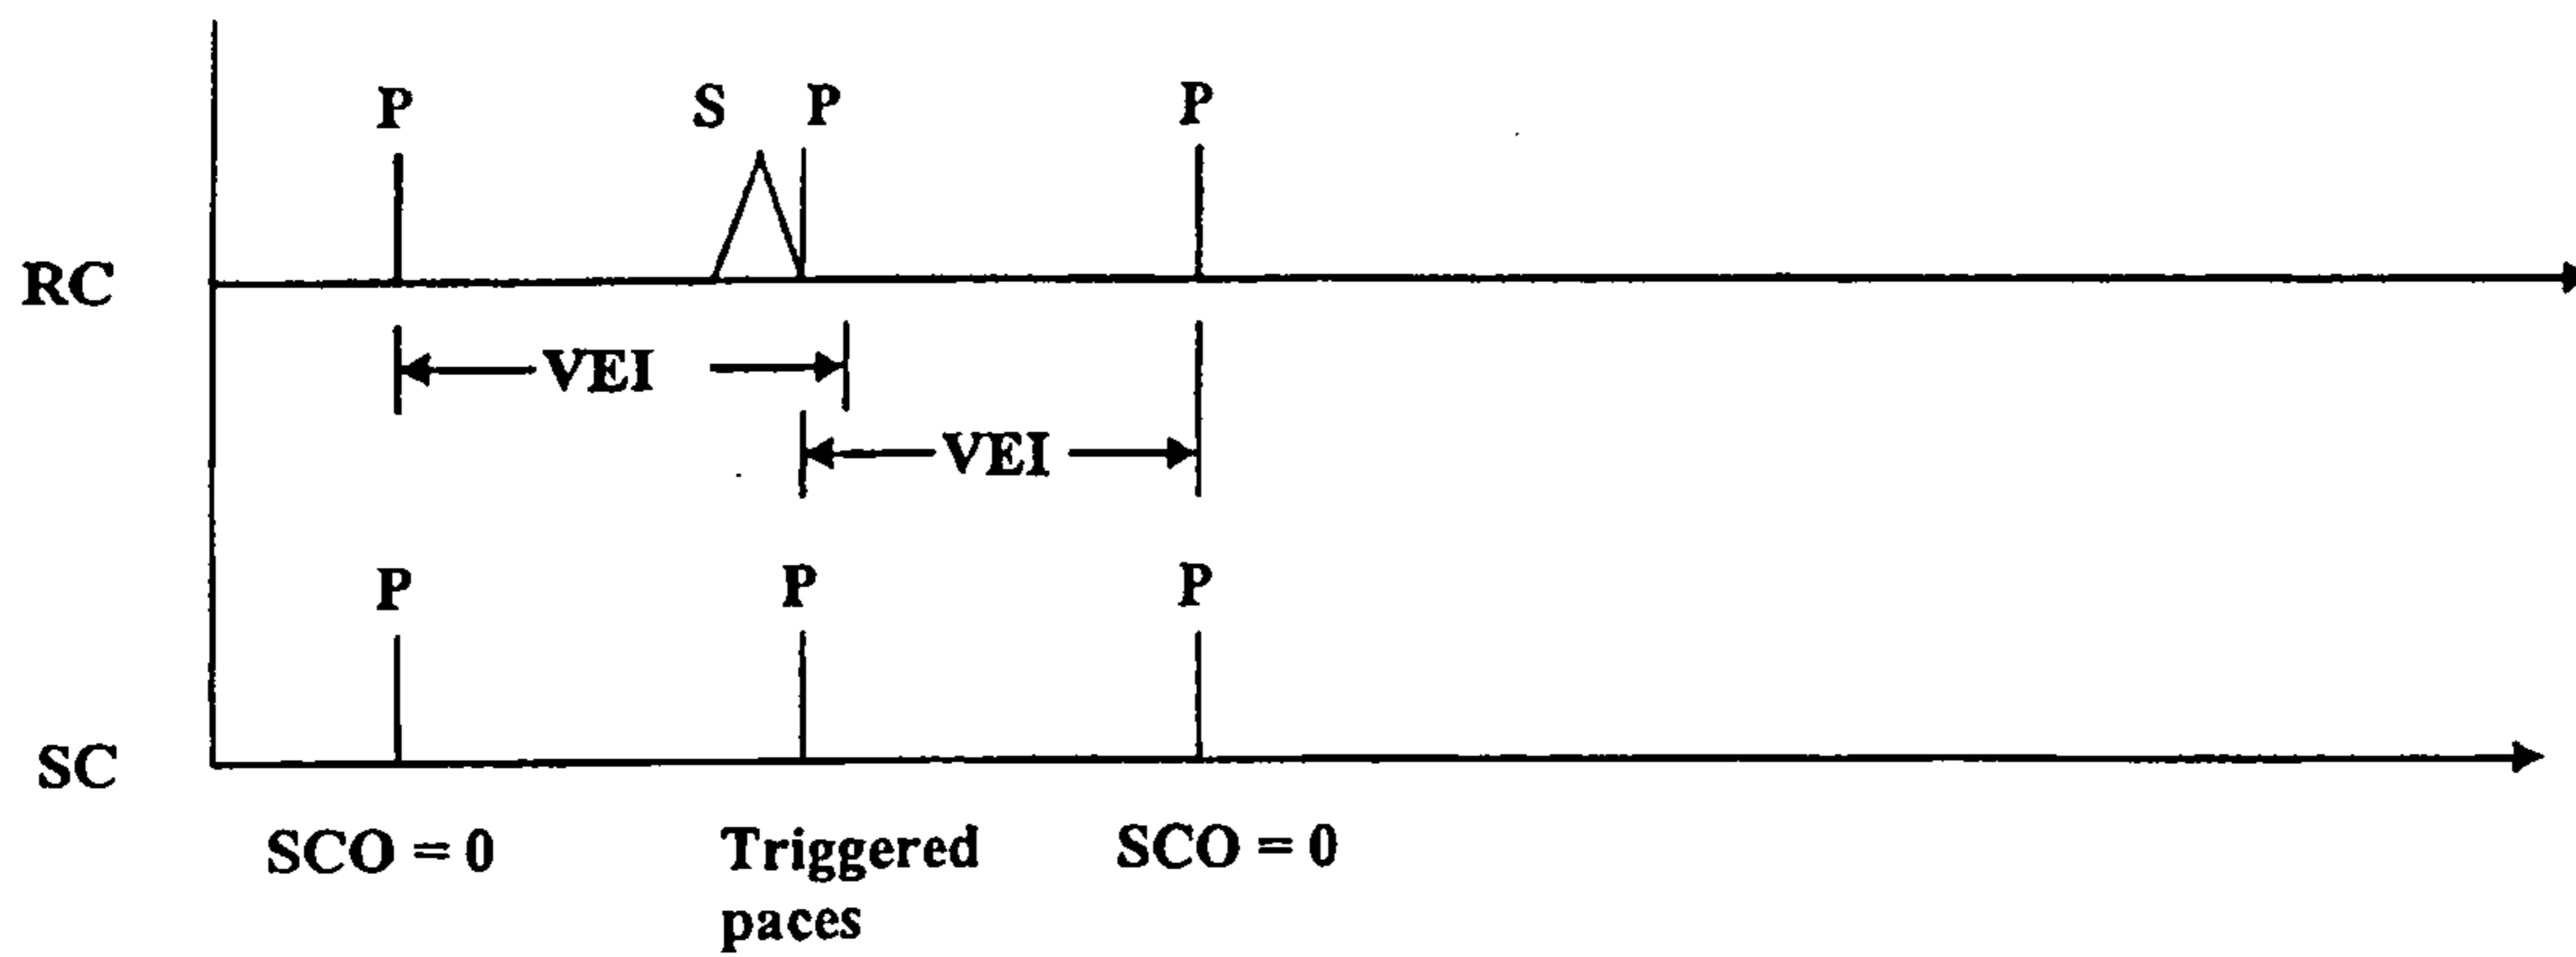 P S P P
RC
VEI
VEI
P P P
SC
SCO = 0 Triggered paces SCO = 0